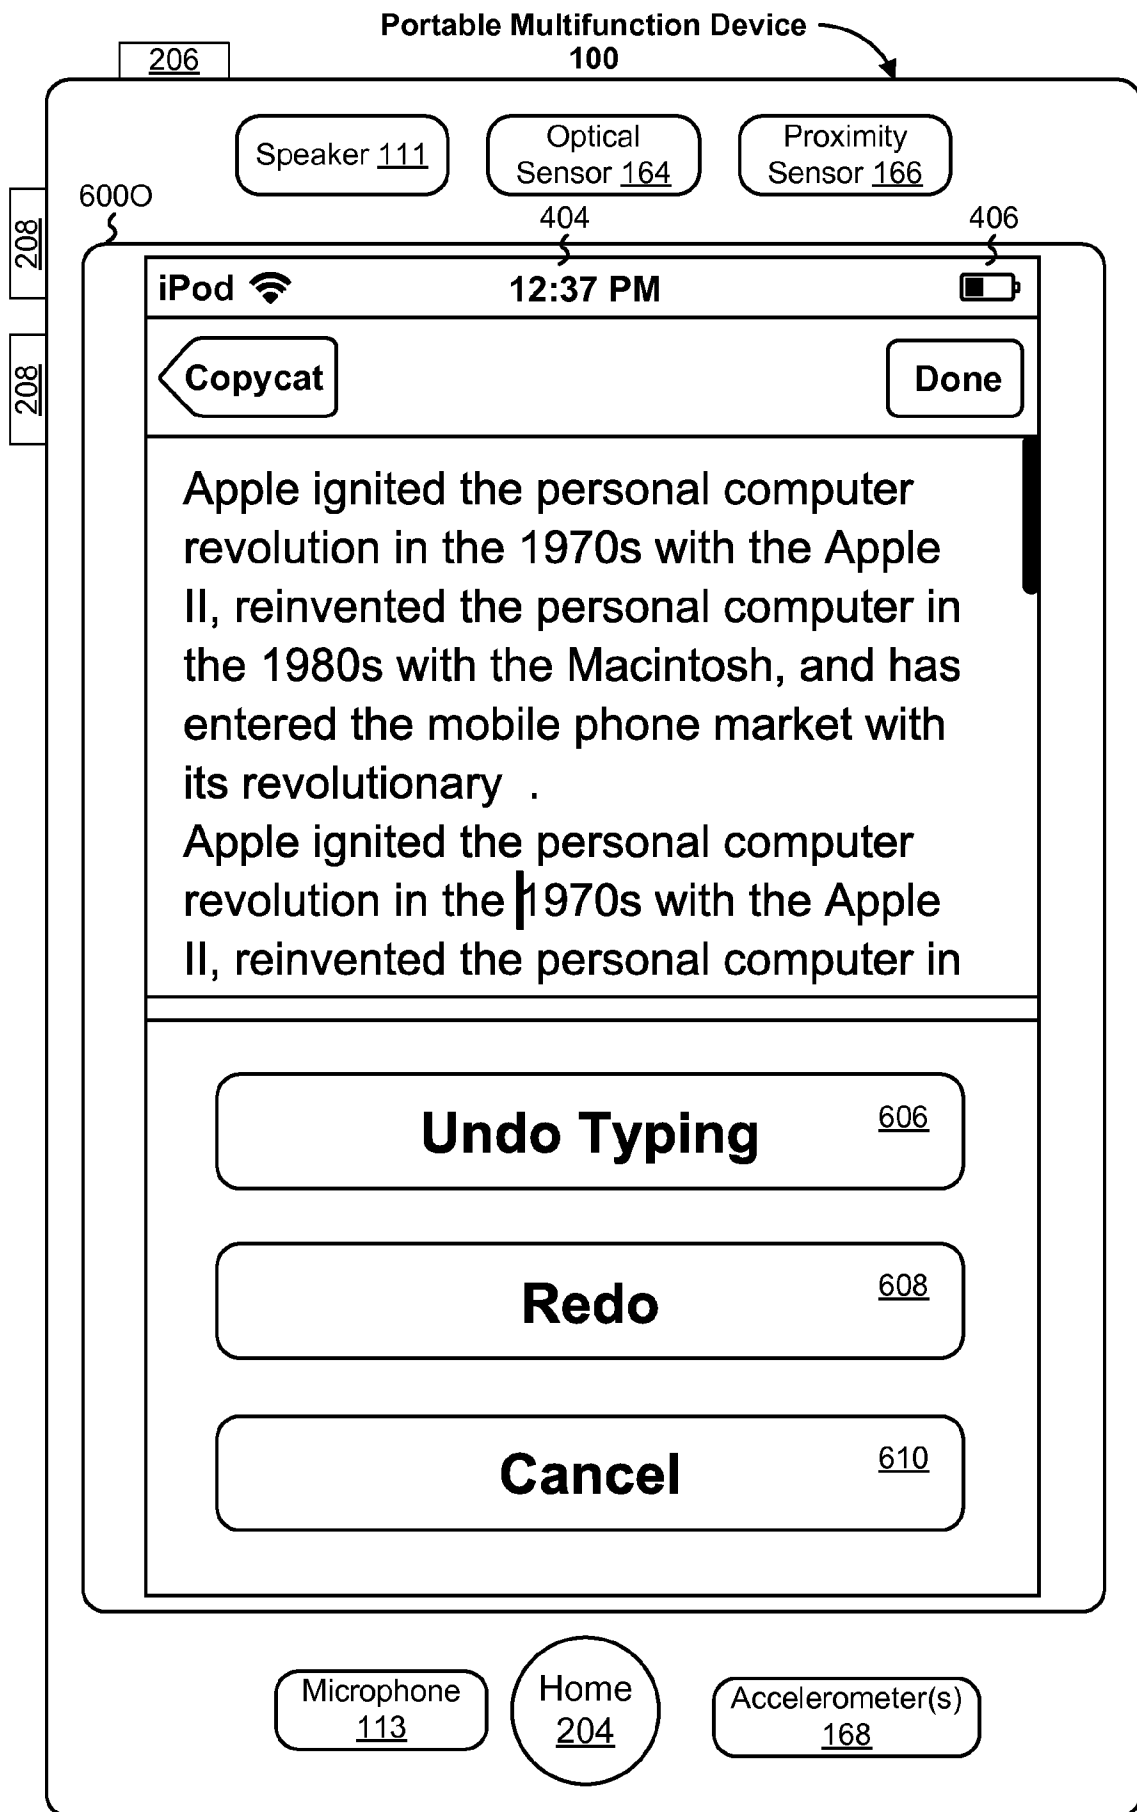 Portable Multifunction Device
100
206
Speaker 111
Optical
Sensor 164
Proximity
Sensor 166
600O
404
406
208
208
iPod
12:37 PM
Copycat
Done
Apple ignited the personal computer
revolution in the 1970s with the Apple
II, reinvented the personal computer in
the 1980s with the Macintosh, and has
entered the mobile phone market with
its revolutionary .
Apple ignited the personal computer
revolution in the 1970s with the Apple
II, reinvented the personal computer in
Undo Typing
606
Redo
608
Cancel
610
Microphone
113
Home
204
Accelerometer(s)
168